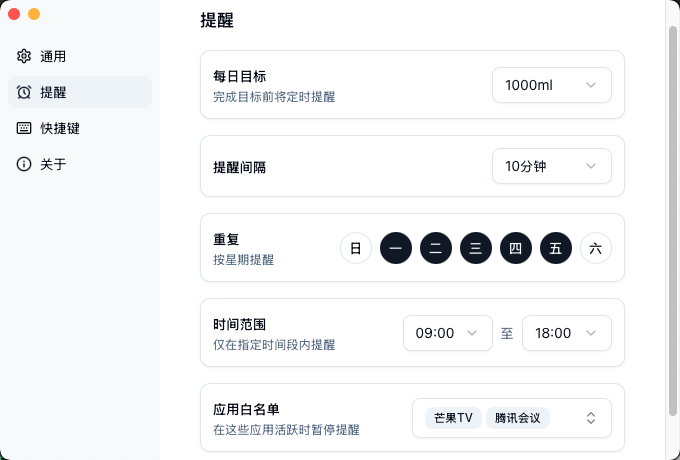 通用
提醒
快捷键
关于
提醒
每日目标
完成目标前将定时提醒
1000ml
提醒间隔
10分钟
重复
按星期提醒
日 一 二 三 四 五 六
时间范围
仅在指定时间段内提醒
09:00 至 18:00
应用白名单
在这些应用活跃时暂停提醒
芒果TV 腾讯会议